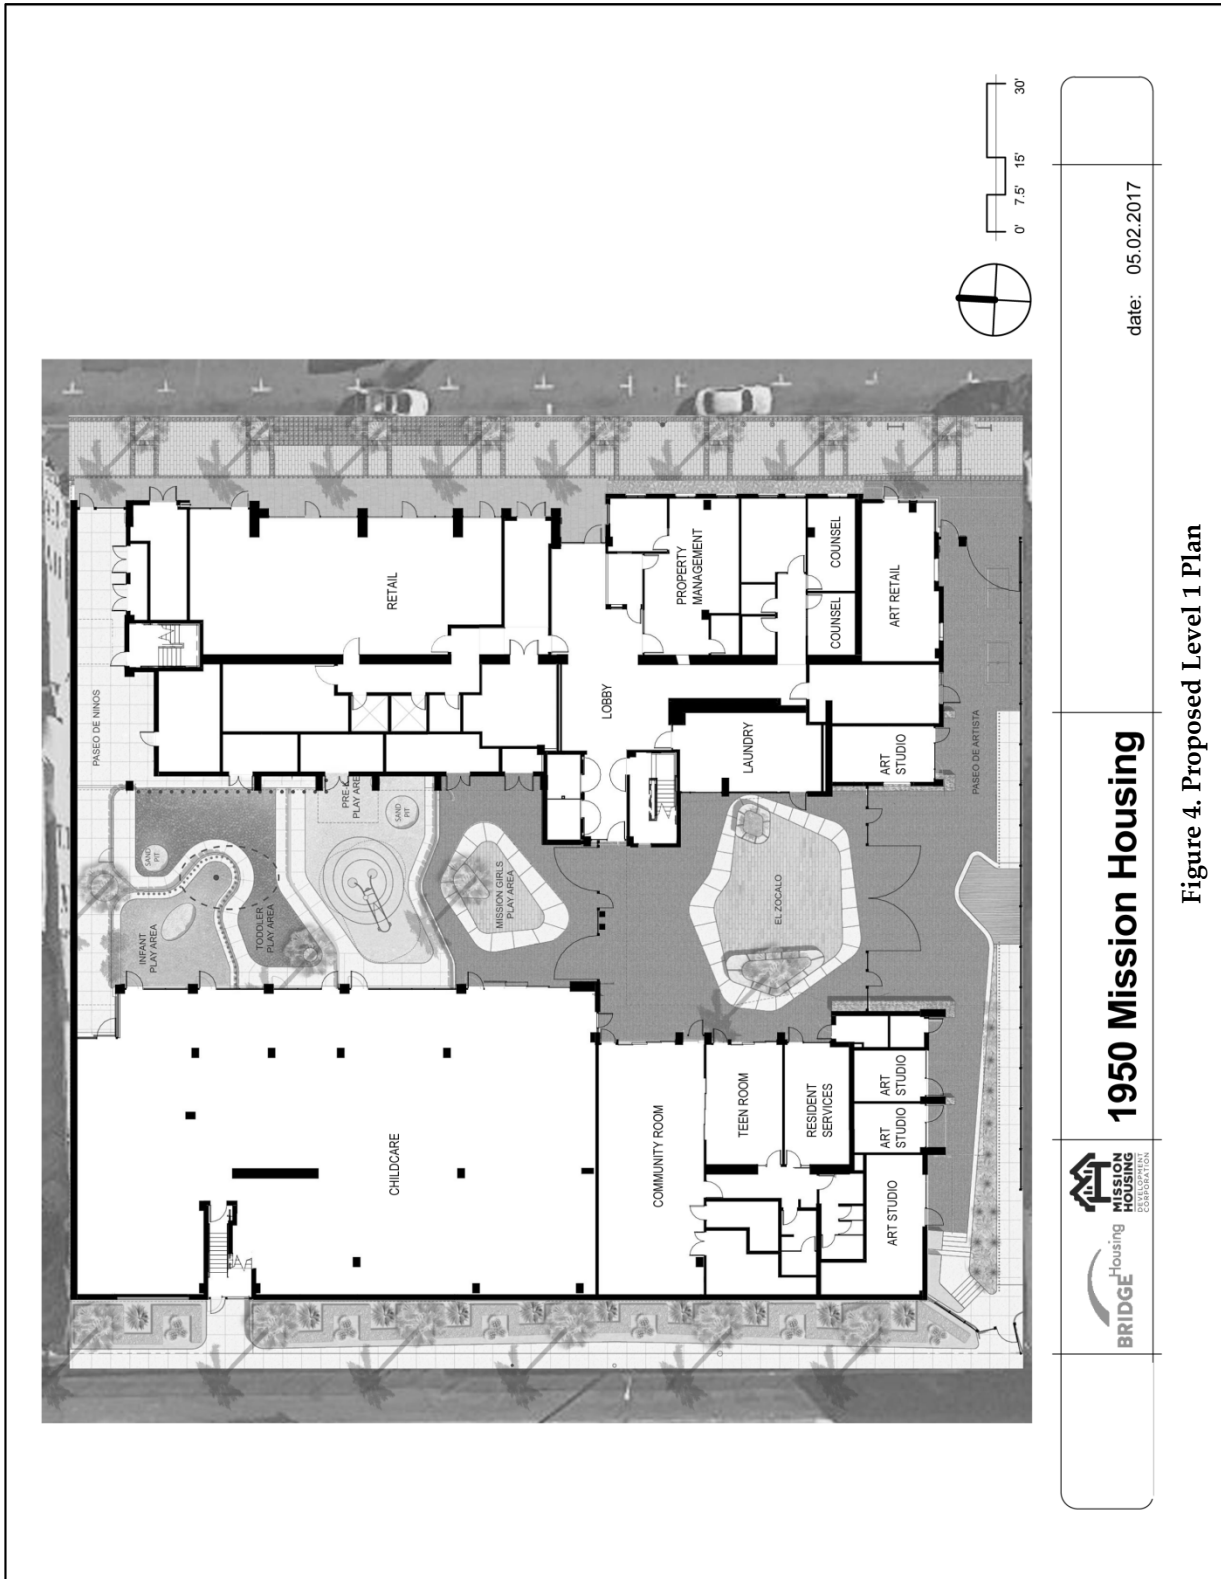 PASEO DE NINOS
RETAIL
PROPERTY
MANAGEMENT
COUNSEL
COUNSEL
ART RETAIL
LOBBY
LAUNDRY
ART
STUDIO
PASEO DE ARTISTA
INFANT
PLAY AREA
SAND
PIT
TODDLER
PLAY AREA
PRE-K
PLAY AREA
SAND
PIT
MISSION GIRLS
PLAY AREA
EL ZOCALO
CHILDCARE
COMMUNITY ROOM
TEEN ROOM
RESIDENT
SERVICES
ART
STUDIO
ART
STUDIO
ART STUDIO
0' 7.5' 15' 30'
BRIDGE Housing
MISSION
HOUSING
DEVELOPMENT
CORPORATION
1950 Mission Housing
date: 05.02.2017
Figure 4. Proposed Level 1 Plan